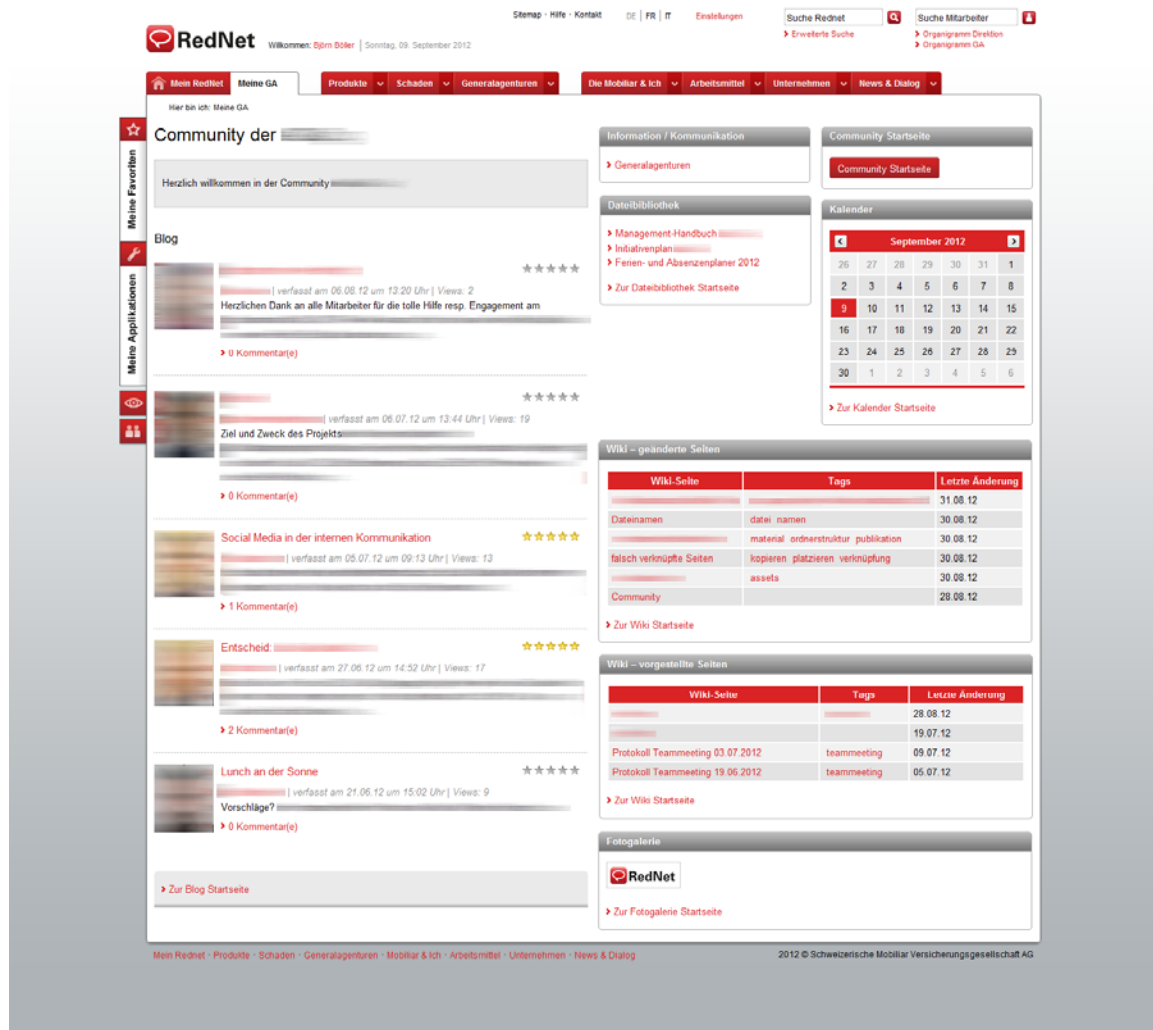 Sitemap · Hilfe · Kontakt DE | FR | IT Einstellungen
Suche Rednet
Suche Mitarbeiter
Erweiterte Suche
Organigramm Direktion
Organigramm GA
RedNet Willkommen: Björn Böller | Sonntag, 09. September 2012
Mein RedNet Meine GA Produkte Schaden Generalagenturen Die Mobiliar & Ich Arbeitsmittel Unternehmen News & Dialog
Hier bin ich: Meine GA
Meine Favoriten
Meine Applikationen
Community der
Herzlich willkommen in der Community
Blog
| verfasst am 06.08.12 um 13:20 Uhr | Views: 2
Herzlichen Dank an alle Mitarbeiter für die tolle Hilfe resp. Engagement am
0 Kommentar(e)
| verfasst am 06.07.12 um 13:44 Uhr | Views: 19
Ziel und Zweck des Projekts
0 Kommentar(e)
Social Media in der internen Kommunikation
| verfasst am 05.07.12 um 09:13 Uhr | Views: 13
1 Kommentar(e)
Entscheid:
| verfasst am 27.06.12 um 14:52 Uhr | Views: 17
2 Kommentar(e)
Lunch an der Sonne
| verfasst am 21.06.12 um 15:02 Uhr | Views: 9
Vorschläge?
0 Kommentar(e)
Zur Blog Startseite
Information / Kommunikation
Generalagenturen
Dateibibliothek
Management-Handbuch
Initiativenplan
Ferien- und Absenzenplaner 2012
Zur Dateibibliothek Startseite
Community Startseite
Community Startseite
Kalender
September 2012
26 27 28 29 30 31 1
2 3 4 5 6 7 8
9 10 11 12 13 14 15
16 17 18 19 20 21 22
23 24 25 26 27 28 29
30 1 2 3 4 5 6
Zur Kalender Startseite
Wiki – geänderte Seiten
Wiki-Seite Tags Letzte Änderung
31.08.12
Dateinamen datei namen 30.08.12
material ordnerstruktur publikation 30.08.12
falsch verknüpfte Seiten kopieren platzieren verknüpfung 30.08.12
assets 30.08.12
Community 28.08.12
Zur Wiki Startseite
Wiki – vorgestellte Seiten
Wiki-Seite Tags Letzte Änderung
28.08.12
19.07.12
Protokoll Teammeeting 03.07.2012 teammeeting 09.07.12
Protokoll Teammeeting 19.06.2012 teammeeting 05.07.12
Zur Wiki Startseite
Fotogalerie
RedNet
Zur Fotogalerie Startseite
Mein Rednet · Produkte · Schaden · Generalagenturen · Mobiliar & Ich · Arbeitsmittel · Unternehmen · News & Dialog
2012 © Schweizerische Mobiliar Versicherungsgesellschaft AG